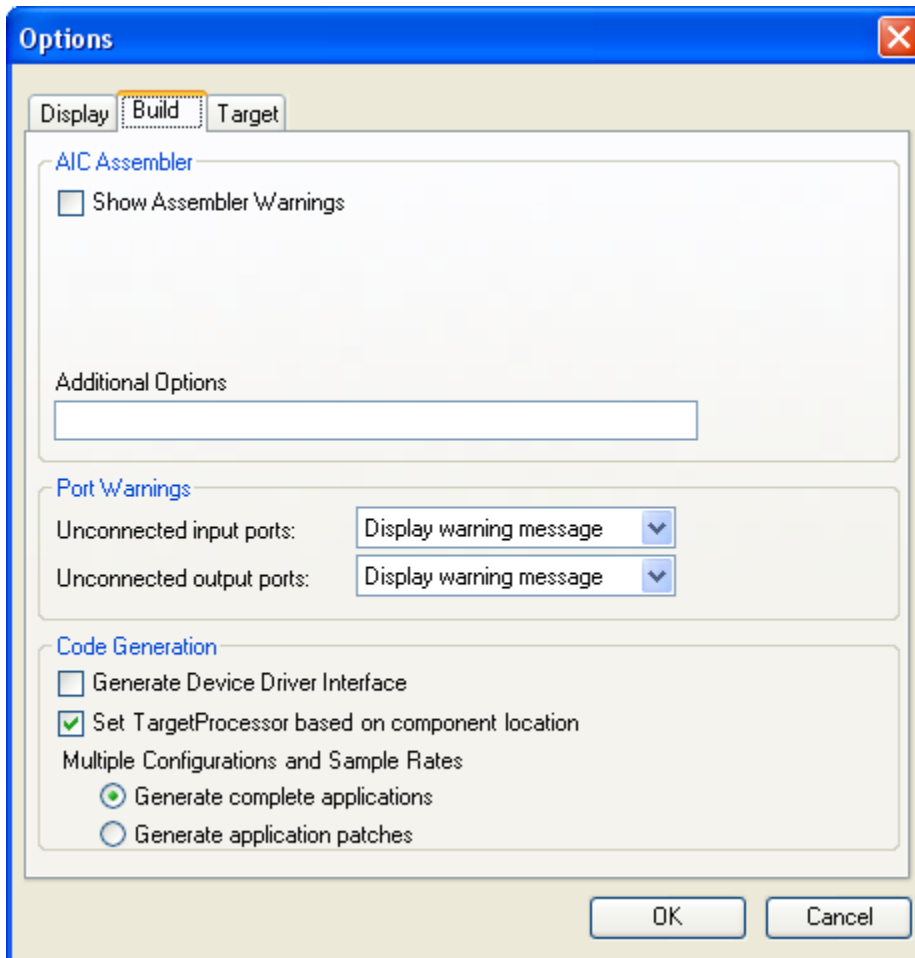 Options
Display Build Target
AIC Assembler
Show Assembler Warnings
Additional Options
Port Warnings
Unconnected input ports: Display warning message
Unconnected output ports: Display warning message
Code Generation
Generate Device Driver Interface
Set TargetProcessor based on component location
Multiple Configurations and Sample Rates
Generate complete applications
Generate application patches
OK Cancel